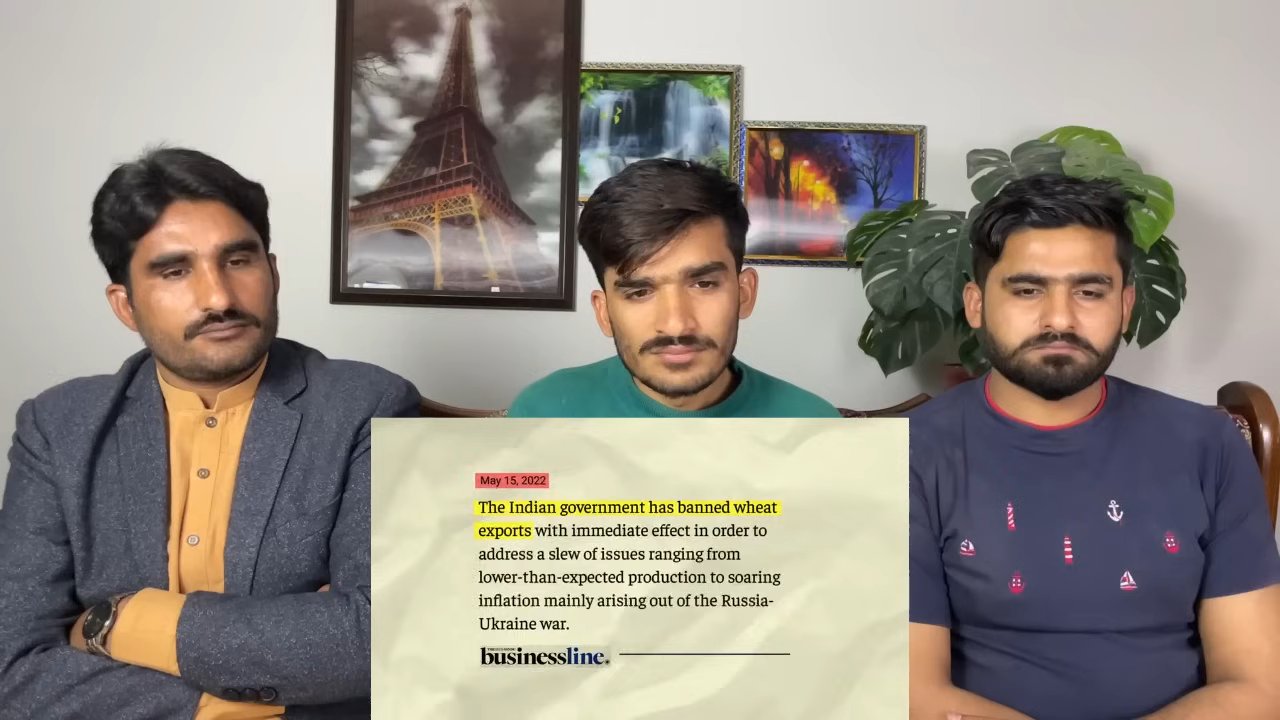 May 15, 2022
The Indian government has banned wheat
exports with immediate effect in order to
address a slew of issues ranging from
lower-than-expected production to soaring
inflation mainly arising out of the Russia-
Ukraine war.
businessline.